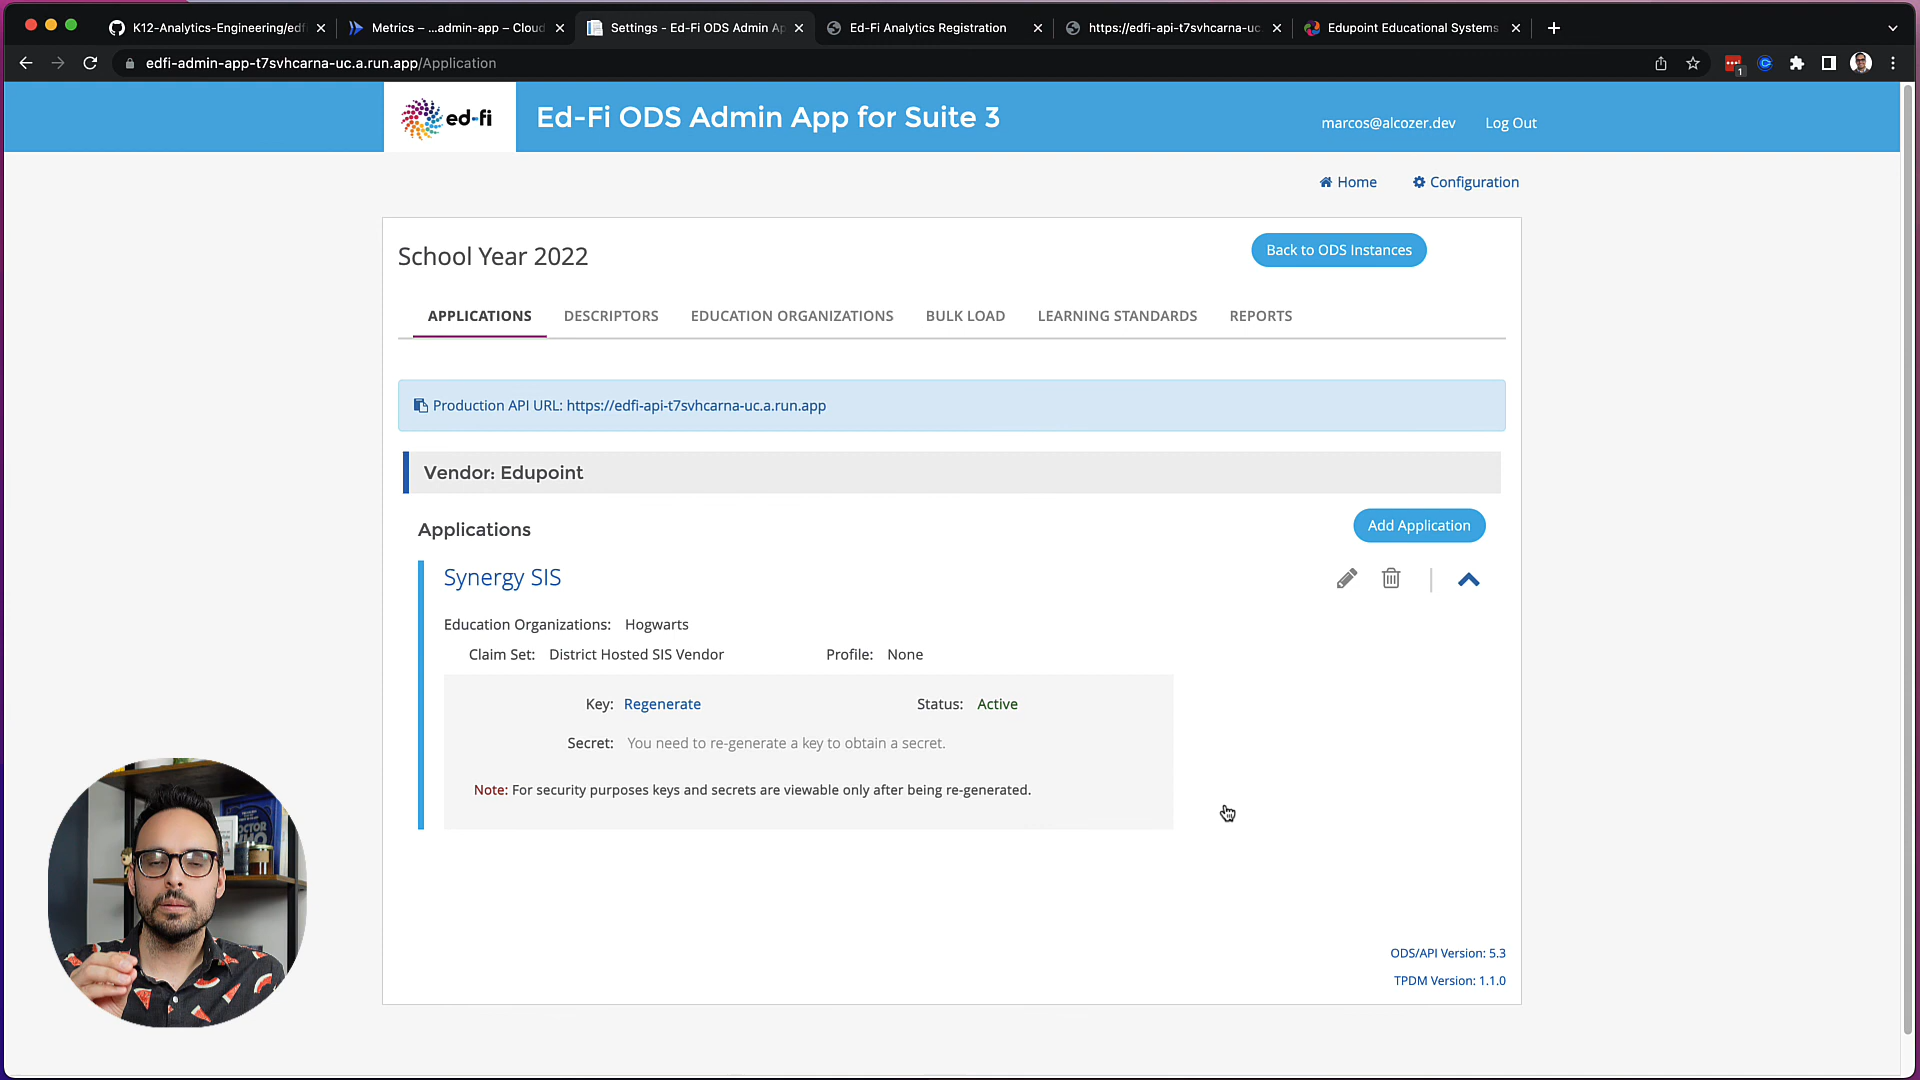 K12-Analytics-Engineering/edf
Metrics – ...admin-app – Cloud
Settings - Ed-Fi ODS Admin Ap
Ed-Fi Analytics Registration
https://edfi-api-t7svhcarna-uc.
Edupoint Educational Systems
edfi-admin-app-t7svhcarna-uc.a.run.app/Application
1
ed-fi
Ed-Fi ODS Admin App for Suite 3
marcos@alcozer.dev
Log Out
Home
Configuration
School Year 2022
Back to ODS Instances
APPLICATIONS
DESCRIPTORS
EDUCATION ORGANIZATIONS
BULK LOAD
LEARNING STANDARDS
REPORTS
Production API URL: https://edfi-api-t7svhcarna-uc.a.run.app
Vendor: Edupoint
Applications
Add Application
Synergy SIS
Education Organizations: Hogwarts
Claim Set: District Hosted SIS Vendor
Profile: None
Key: Regenerate
Status: Active
Secret: You need to re-generate a key to obtain a secret.
Note: For security purposes keys and secrets are viewable only after being re-generated.
DOCTOR
WHO
ODS/API Version: 5.3
TPDM Version: 1.1.0